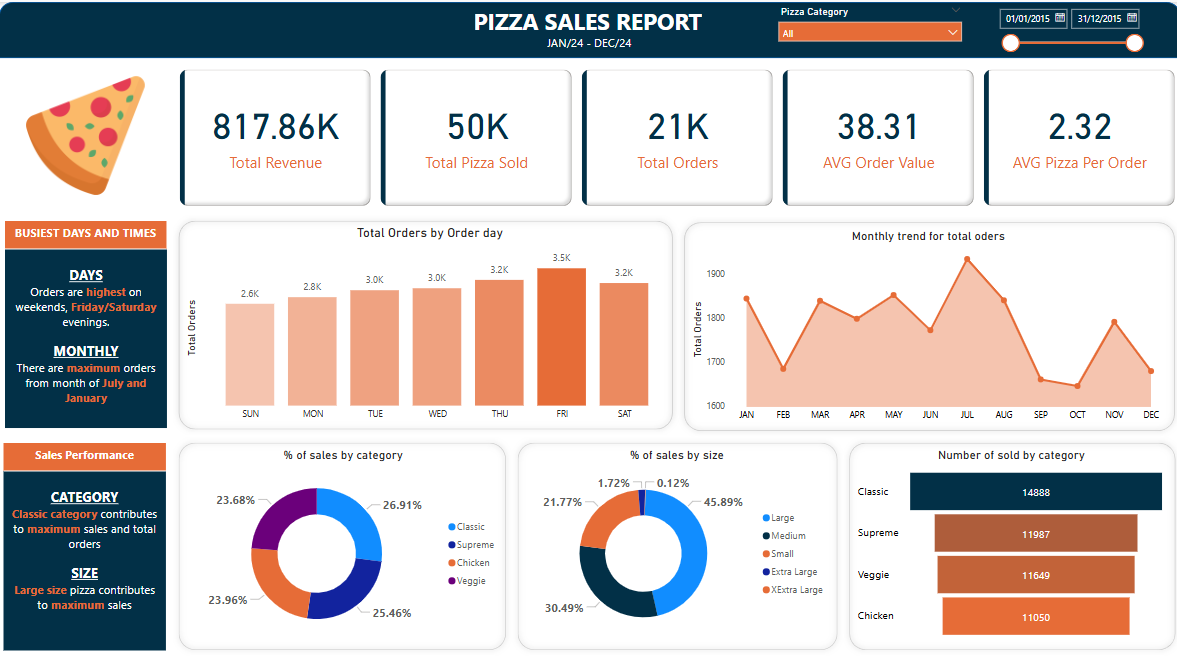 PIZZA SALES REPORT
JAN/24 - DEC/24
Pizza Category
All
01/01/2015
31/12/2015
817.86K
Total Revenue
50K
Total Pizza Sold
21K
Total Orders
38.31
AVG Order Value
2.32
AVG Pizza Per Order
BUSIEST DAYS AND TIMES
DAYS
Orders are highest on
weekends, Friday/Saturday
evenings.
MONTHLY
There are maximum orders
from month of July and
January
Total Orders by Order day
Total Orders
2.6K
2.8K
3.0K
3.0K
3.2K
3.5K
3.2K
SUN
MON
TUE
WED
THU
FRI
SAT
Monthly trend for total oders
Total Orders
1900
1800
1700
1600
JAN
FEB
MAR
APR
MAY
JUN
JUL
AUG
SEP
OCT
NOV
DEC
Sales Performance
CATEGORY
Classic category contributes
to maximum sales and total
orders
SIZE
Large size pizza contributes
to maximum sales
% of sales by category
23.68%
26.91%
23.96%
25.46%
Classic
Supreme
Chicken
Veggie
% of sales by size
1.72%
0.12%
21.77%
45.89%
30.49%
Large
Medium
Small
Extra Large
XExtra Large
Number of sold by category
Classic
14888
Supreme
11987
Veggie
11649
Chicken
11050